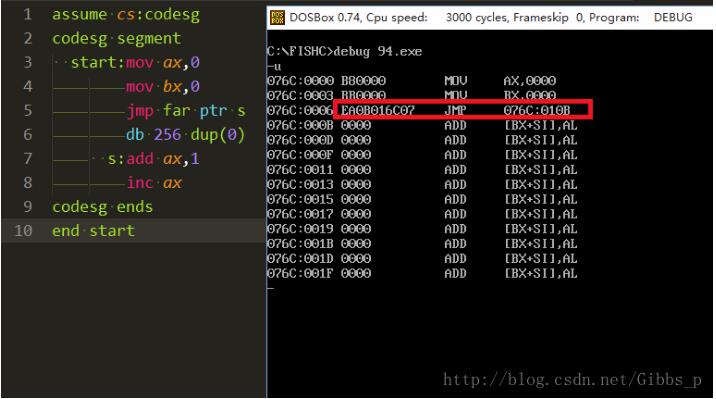 1 assume cs:codesg
2 codesg segment
3 start:mov ax,0
4 mov bx,0
5 jmp far ptr s
6 db 256 dup(0)
7 s:add ax,1
8 inc ax
9 codesg ends
10 end start
DOSBox 0.74, Cpu speed: 3000 cycles, Frameskip 0, Program: DEBUG
C:\FISHC>debug 94.exe
-u
076C:0000 B80000 MOV AX,0000
076C:0003 BB0000 MOV BX,0000
076C:0006 EA0B016C07 JMP 076C:010B
076C:000B 0000 ADD [BX+SI],AL
076C:000D 0000 ADD [BX+SI],AL
076C:000F 0000 ADD [BX+SI],AL
076C:0011 0000 ADD [BX+SI],AL
076C:0013 0000 ADD [BX+SI],AL
076C:0015 0000 ADD [BX+SI],AL
076C:0017 0000 ADD [BX+SI],AL
076C:0019 0000 ADD [BX+SI],AL
076C:001B 0000 ADD [BX+SI],AL
076C:001D 0000 ADD [BX+SI],AL
076C:001F 0000 ADD [BX+SI],AL
-
http://blog.csdn.net/Gibbs_p